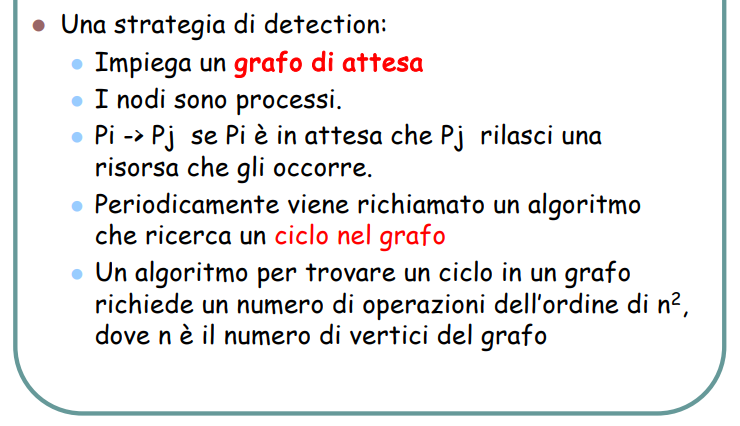 Una strategia di detection:
Impiega un grafo di attesa
I nodi sono processi.
Pi -> Pj se Pi è in attesa che Pj rilasci una
risorsa che gli occorre.
Periodicamente viene richiamato un algoritmo
che ricerca un ciclo nel grafo
Un algoritmo per trovare un ciclo in un grafo
richiede un numero di operazioni dell’ordine di n²,
dove n è il numero di vertici del grafo